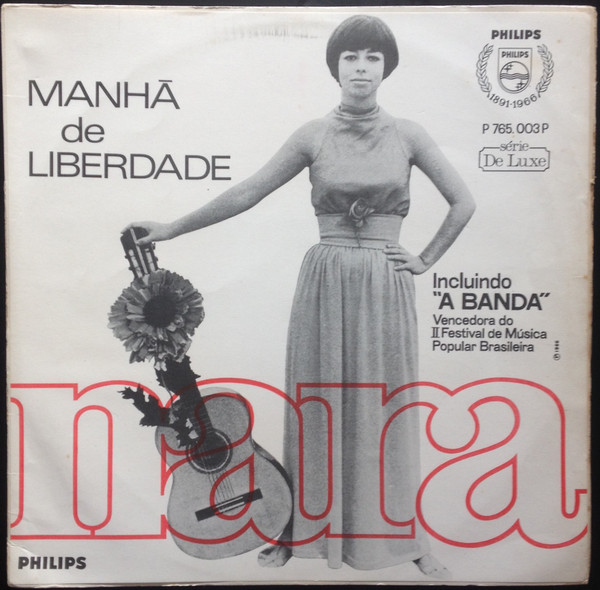 MANHÃ
de
LIBERDADE
PHILIPS
PHILIPS
1891-1966
P 765.003 P
série
De Luxe
Incluindo
"A BANDA"
Vencedora do
II Festival de Música
Popular Brasileira
nara
PHILIPS